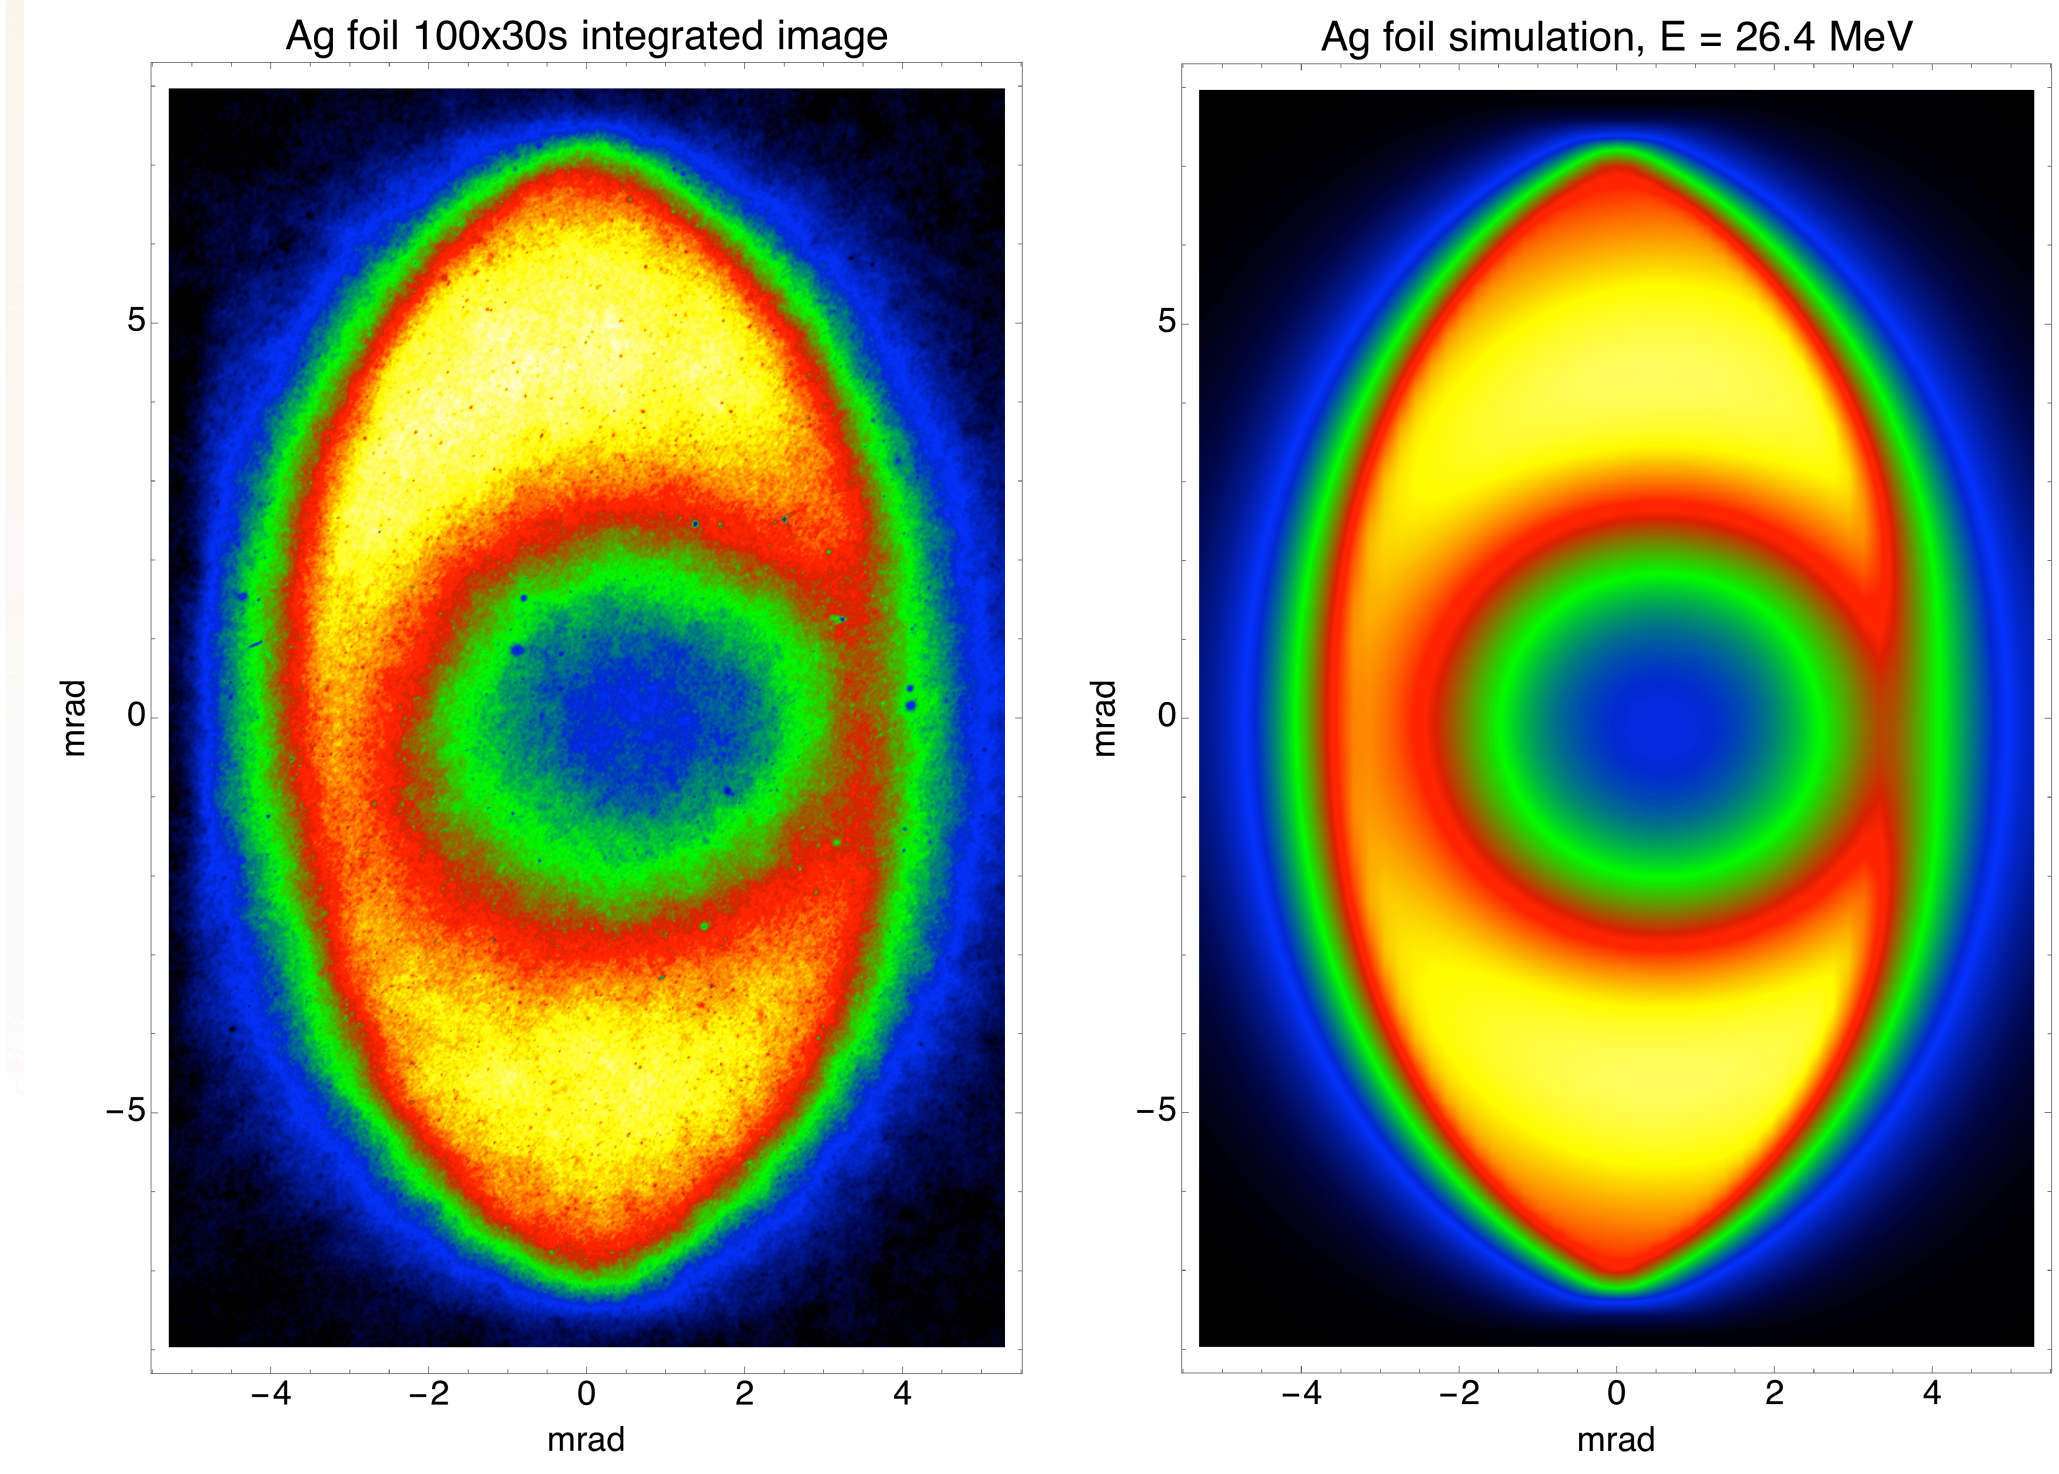 Ag foil 100x30s integrated image
5
0
−5
mrad
−4 −2 0 2 4
mrad
Ag foil simulation, E = 26.4 MeV
5
0
−5
mrad
−4 −2 0 2 4
mrad